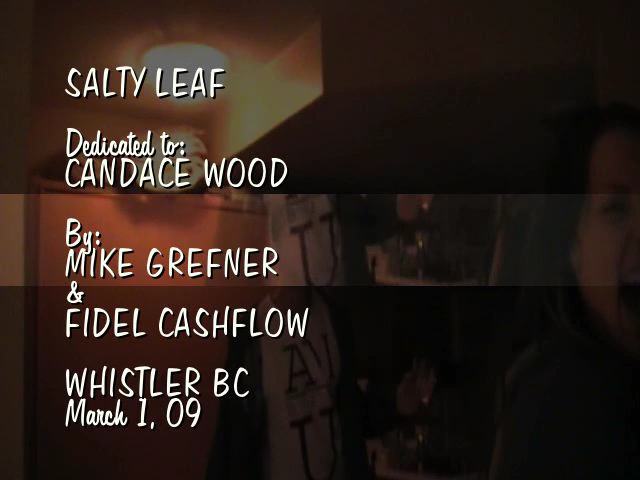 SALTY LEAF
Dedicated to:
CANDACE WOOD
By:
MIKE GREFNER
&
FIDEL CASHFLOW
WHISTLER BC
March 1, 09